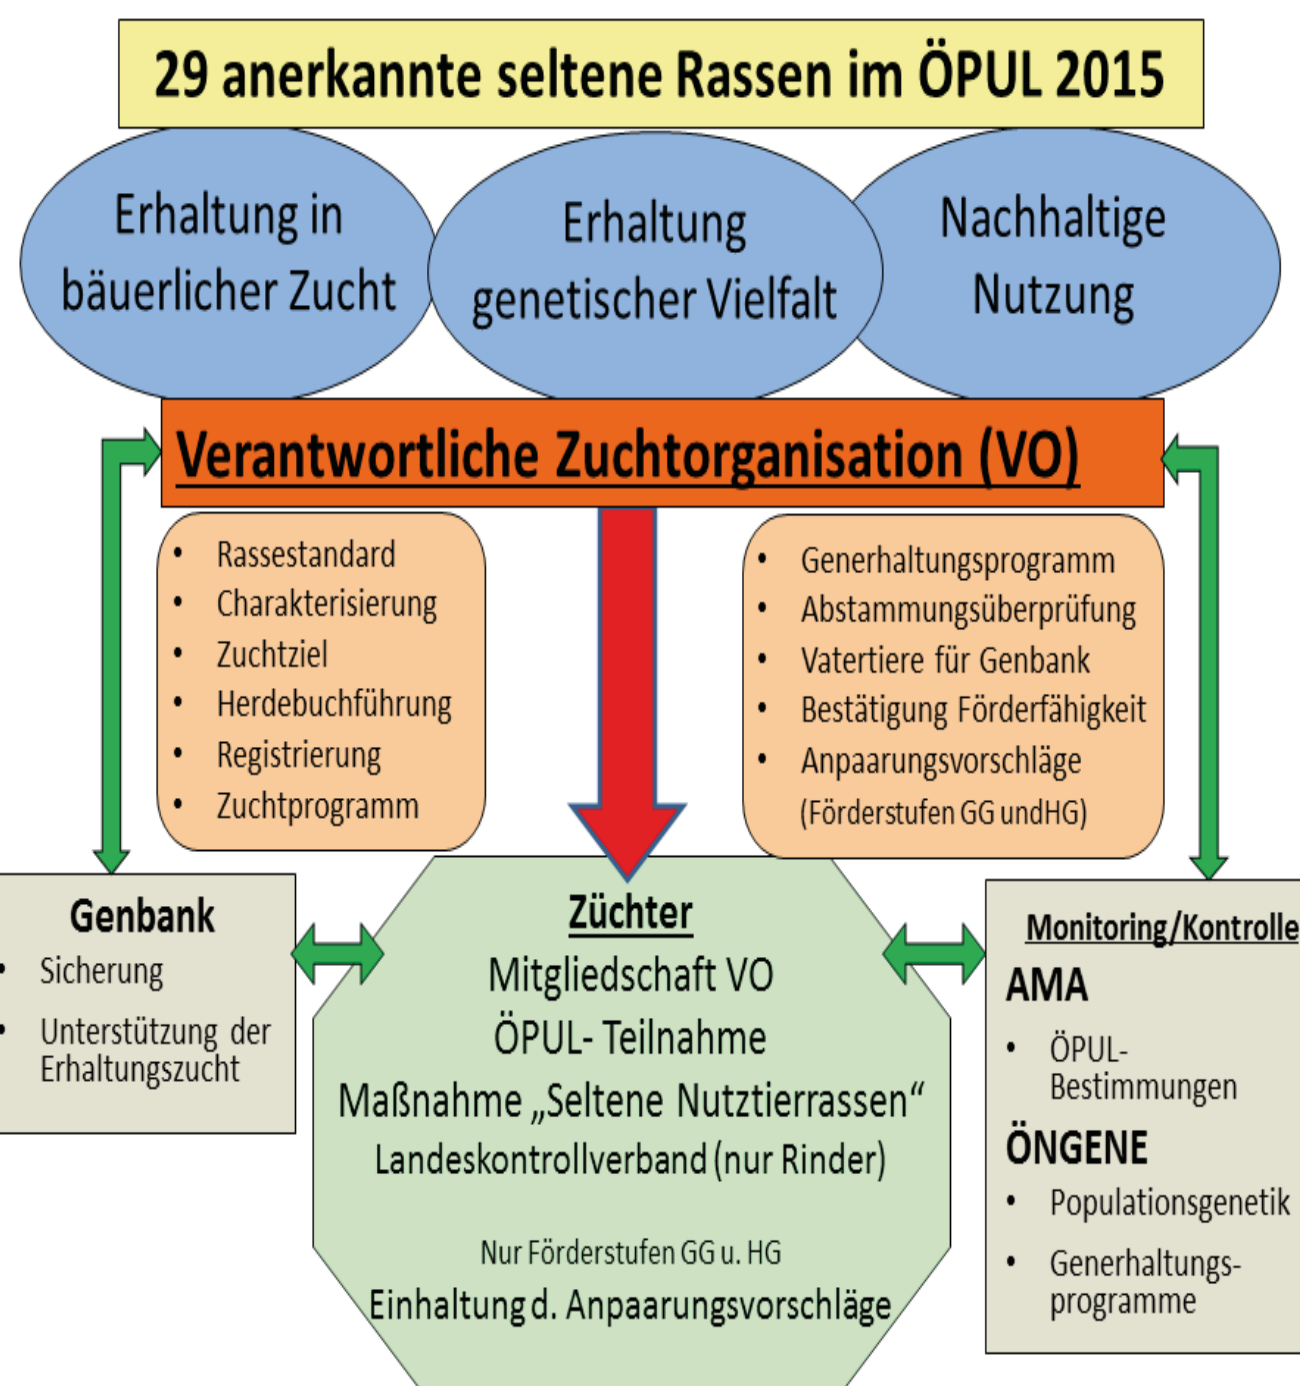 29 anerkannte seltene Rassen im ÖPUL 2015
Erhaltung in
bäuerlicher Zucht
Erhaltung
genetischer Vielfalt
Nachhaltige
Nutzung
Verantwortliche Zuchtorganisation (VO)
• Rassestandard
• Charakterisierung
• Zuchtziel
• Herdebuchführung
• Registrierung
• Zuchtprogramm
• Generhaltungsprogramm
• Abstammungsüberprüfung
• Vatertiere für Genbank
• Bestätigung Förderfähigkeit
• Anpaarungsvorschläge
(Förderstufen GG undHG)
Genbank
• Sicherung
• Unterstützung der
Erhaltungszucht
Züchter
Mitgliedschaft VO
ÖPUL- Teilnahme
Maßnahme „Seltene Nutztierrassen“
Landeskontrollverband (nur Rinder)
Nur Förderstufen GG u. HG
Einhaltung d. Anpaarungsvorschläge
Monitoring/Kontrolle
AMA
• ÖPUL-
Bestimmungen
ÖNGENE
• Populationsgenetik
• Generhaltungs-
programme